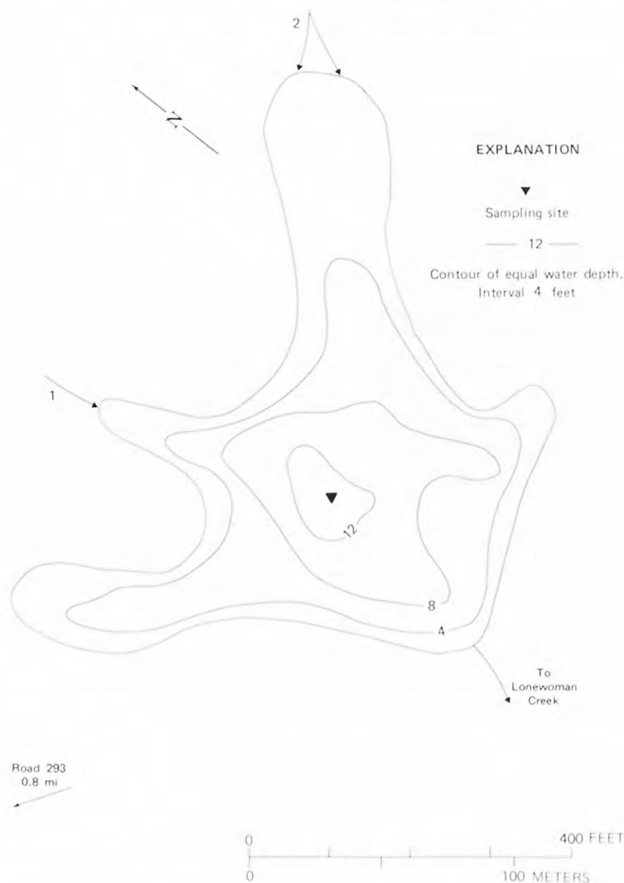 2
N
EXPLANATION
Sampling site
12
Contour of equal water depth.
Interval 4 feet
1
12
8
4
To
Lonewoman
Creek
Road 293
0.8 mi
0 400 FEET
0 100 METERS